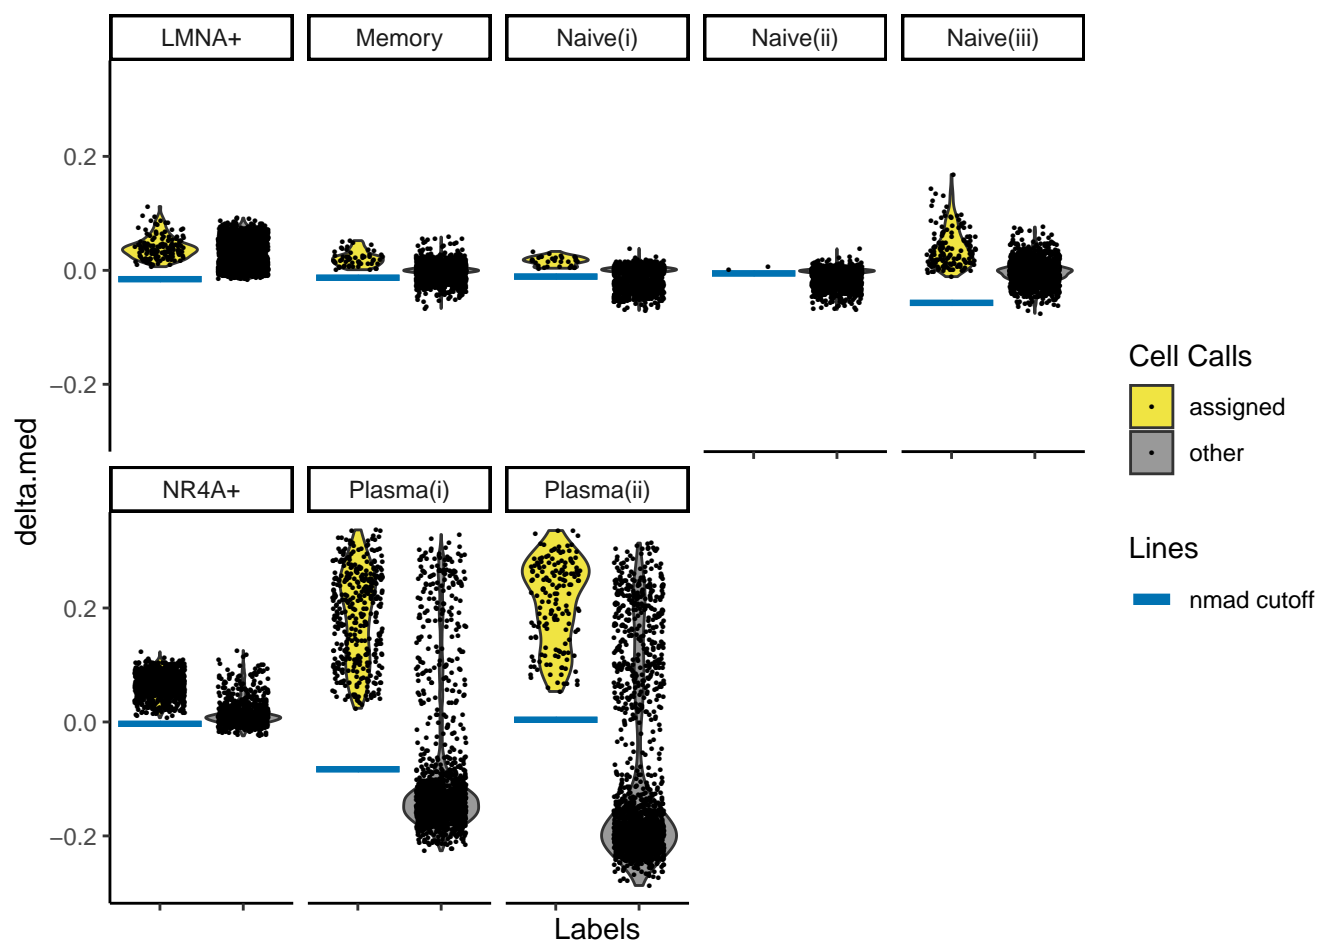 LMNA+ Memory Naive(i) Naive(ii) Naive(iii)
0.2
0.0
−0.2
NR4A+ Plasma(i) Plasma(ii)
0.2
0.0
−0.2
delta.med
Labels
Cell Calls
assigned
other
Lines
nmad cutoff